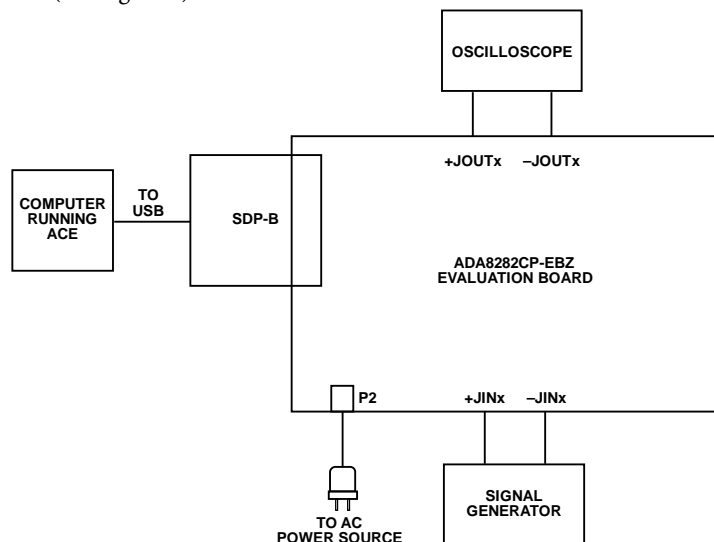 OSCILLOSCOPE
+JOUTx –JOUTx
COMPUTER
RUNNING
ACE
TO
USB
SDP-B
ADA8282CP-EBZ
EVALUATION BOARD
P2
+JINx –JINx
SIGNAL
GENERATOR
TO AC
POWER SOURCE